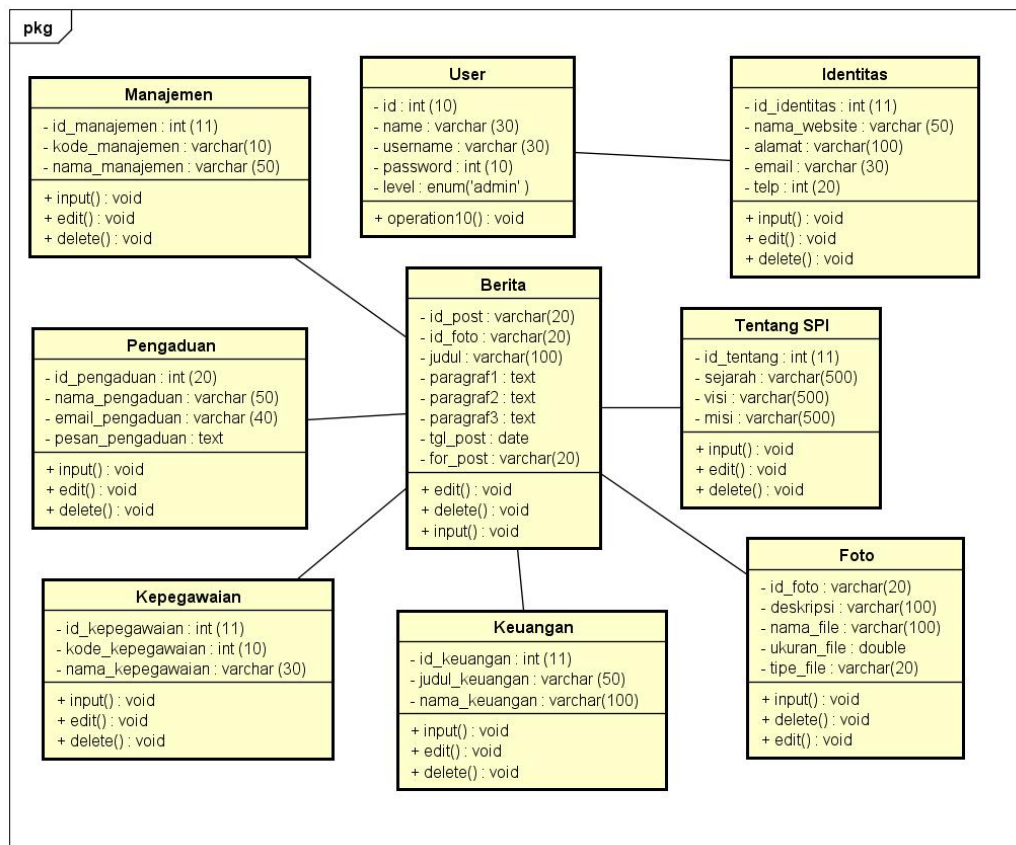 pkg
Manajemen
- id_manajemen : int (11)
- kode_manajemen : varchar(10)
- nama_manajemen : varchar (50)
+ input() : void
+ edit() : void
+ delete() : void
User
- id : int (10)
- name : varchar (30)
- username : varchar (30)
- password : int (10)
- level : enum('admin' )
+ operation10() : void
Identitas
- id_identitas : int (11)
- nama_website : varchar (50)
- alamat : varchar(100)
- email : varchar (30)
- telp : int (20)
+ input() : void
+ edit() : void
+ delete() : void
Berita
- id_post : varchar(20)
- id_foto : varchar(20)
- judul : varchar(100)
- paragraf1 : text
- paragraf2 : text
- paragraf3 : text
- tgl_post : date
- for_post : varchar(20)
+ edit() : void
+ delete() : void
+ input() : void
Pengaduan
- id_pengaduan : int (20)
- nama_pengaduan : varchar (50)
- email_pengaduan : varchar (40)
- pesan_pengaduan : text
+ input() : void
+ edit() : void
+ delete() : void
Tentang SPI
- id_tentang : int (11)
- sejarah : varchar(500)
- visi : varchar(500)
- misi : varchar(500)
+ input() : void
+ edit() : void
+ delete() : void
Kepegawaian
- id_kepegawaian : int (11)
- kode_kepegawaian : int (10)
- nama_kepegawaian : varchar (30)
+ input() : void
+ edit() : void
+ delete() : void
Keuangan
- id_keuangan : int (11)
- judul_keuangan : varchar (50)
- nama_keuangan : varchar(100)
+ input() : void
+ edit() : void
+ delete() : void
Foto
- id_foto : varchar(20)
- deskripsi : varchar(100)
- nama_file : varchar(100)
- ukuran_file : double
- tipe_file : varchar(20)
+ input() : void
+ delete() : void
+ edit() : void